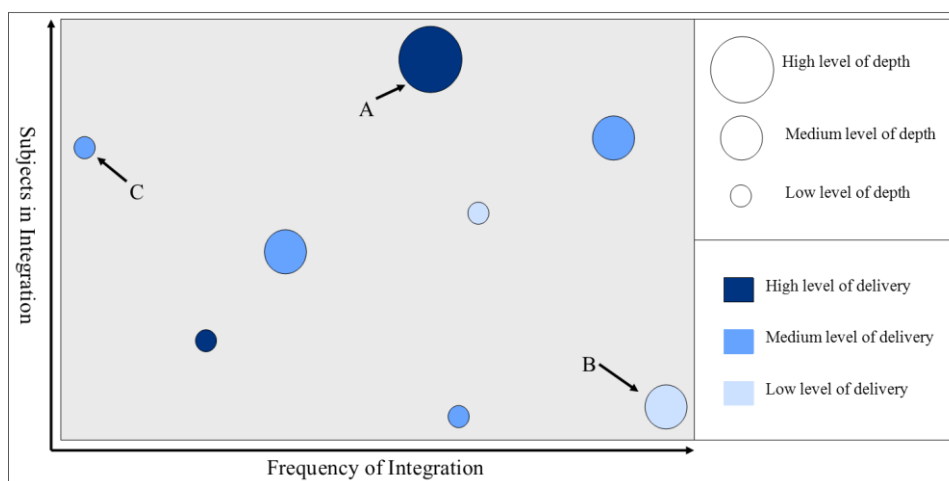 High level of depth
A
Medium level of depth
C
Low level of depth
Subjects in Integration
High level of delivery
Medium level of delivery
B
Low level of delivery
Frequency of Integration